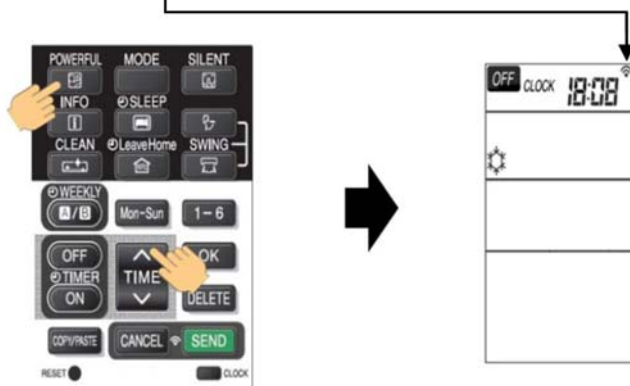 POWERFUL MODE SILENT
INFO SLEEP
CLEAN LeaveHome SWING
WEEKLY
A/B Mon-Sun 1-6
OFF OK
TIMER TIME
ON DELETE
COPY/PASTE CANCEL SEND
RESET CLOCK
OFF CLOCK 18:08